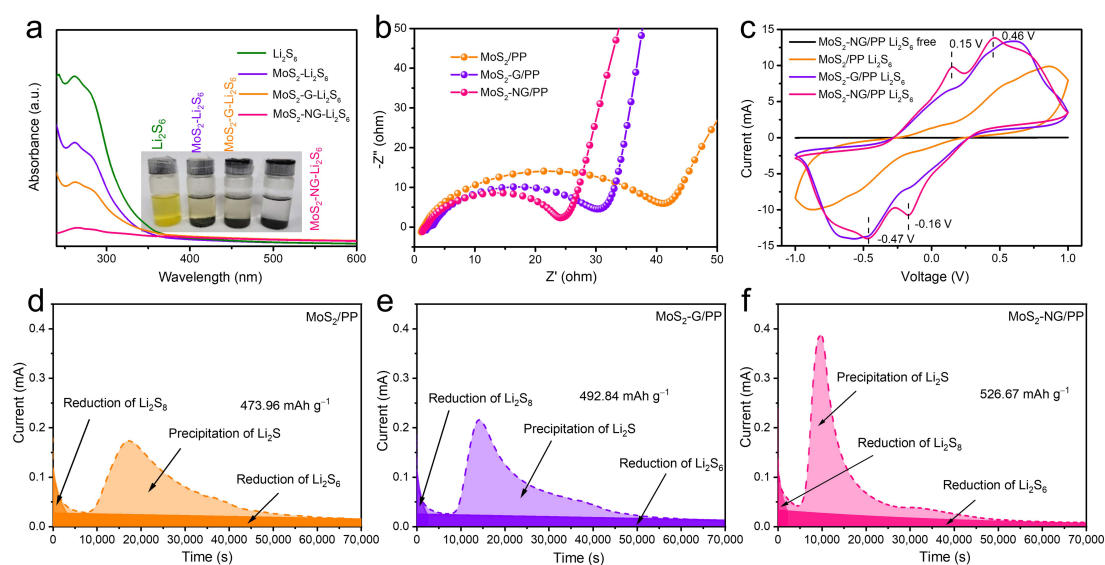 a
Absorbance (a.u.)
Li₂S
MoS₂-Li₂S₆
MoS₂-G-Li₂S₆
MoS₂-NG-Li₂S₆
Li₂S₆
MoS₂-Li₂S₆
MoS₂-G-Li₂S₆
MoS₂-NG-Li₂S₆
300 400 500 600
Wavelength (nm)
b
-Z" (ohm)
50
40
30
20
10
0
MoS₂/PP
MoS₂-G/PP
MoS₂-NG/PP
0 10 20 30 40 50
Z' (ohm)
c
Current (mA)
15
10
5
0
5
-10
15
MoS₂-NG/PP Li₂S₆ free
MoS₂/PP Li₂S₆
MoS₂-G/PP Li₂S₆
MoS₂-NG/PP Li₂S₆
0.15 V
0.46 V
-0.47 V
-0.16 V
-1.0 -0.5 0.0 0.5 1.0
Voltage (V)
d
MoS₂/PP
Current (mA)
0.4
0.3
0.2
0.1
0.0
Reduction of Li₂S₈
473.96 mAh g⁻¹
Precipitation of Li₂S
Reduction of Li₂S₆
0 10,000 20,000 30,000 40,000 50,000 60,000 70,000
Time (s)
e
MoS₂-G/PP
Current (mA)
0.4
0.3
0.2
0.1
0.0
Reduction of Li₂S₈
492.84 mAh g⁻¹
Precipitation of Li₂S
Reduction of Li₂S₆
0 10,000 20,000 30,000 40,000 50,000 60,000 70,000
Time (s)
f
MoS₂-NG/PP
Current (mA)
0.4
0.3
0.2
0.1
0.0
Precipitation of Li₂S
526.67 mAh g⁻¹
Reduction of Li₂S₈
Reduction of Li₂S₆
0 10,000 20,000 30,000 40,000 50,000 60,000 70,000
Time (s)